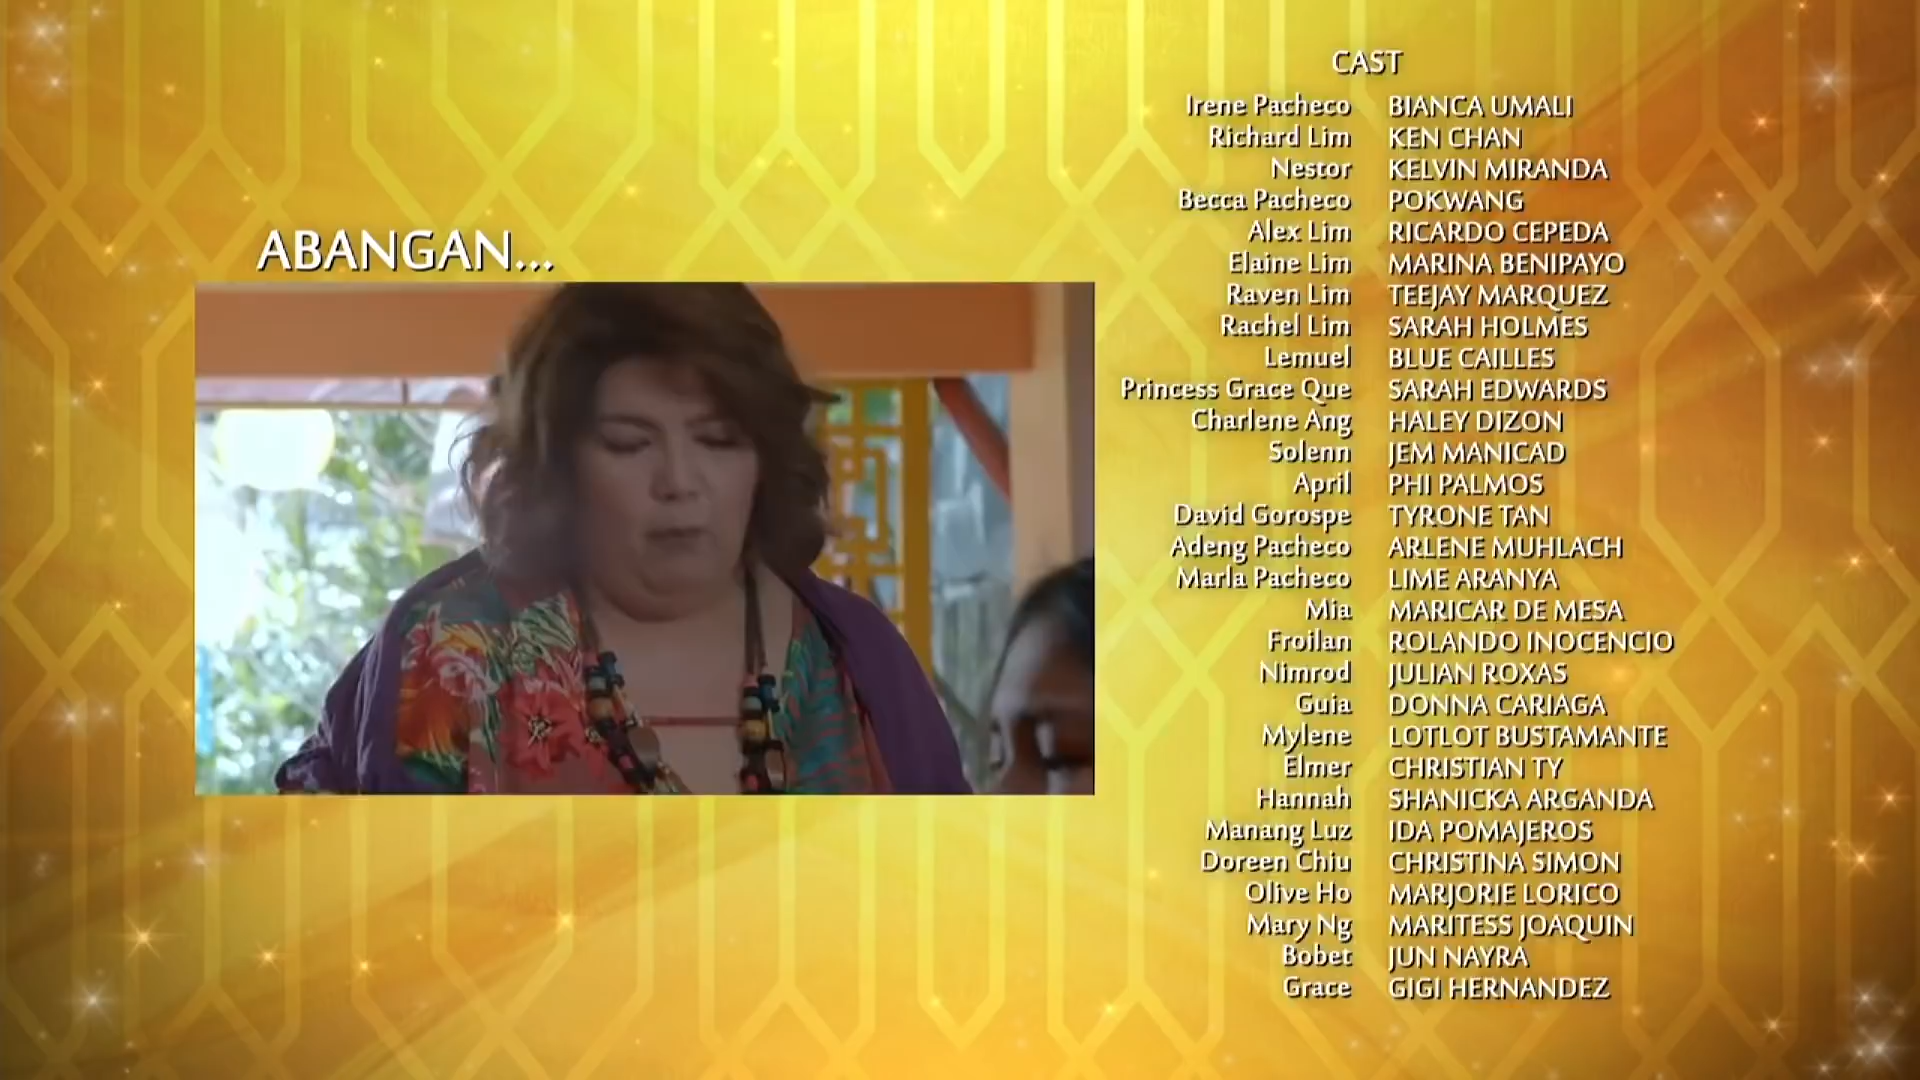 ABANGAN...
CAST
Irene Pacheco BIANCA UMALI
Richard Lim KEN CHAN
Nestor KELVIN MIRANDA
Becca Pacheco POKWANG
Alex Lim RICARDO CEPEDA
Elaine Lim MARINA BENIPAYO
Raven Lim TEEJAY MARQUEZ
Rachel Lim SARAH HOLMES
Lemuel BLUE CAILLES
Princess Grace Que SARAH EDWARDS
Charlene Ang HALEY DIZON
Solenn JEM MANICAD
April PHI PALMOS
David Gorospe TYRONE TAN
Adeng Pacheco ARLENE MUHLACH
Marla Pacheco LIME ARANYA
Mia MARICAR DE MESA
Froilan ROLANDO INOCENCIO
Nimrod JULIAN ROXAS
Guia DONNA CARIAGA
Mylene LOTLOT BUSTAMANTE
Elmer CHRISTIAN TY
Hannah SHANICKA ARGANDA
Manang Luz IDA POMAJEROS
Doreen Chiu CHRISTINA SIMON
Olive Ho MARJORIE LORICO
Mary Ng MARITESS JOAQUIN
Bobet JUN NAYRA
Grace GIGI HERNANDEZ